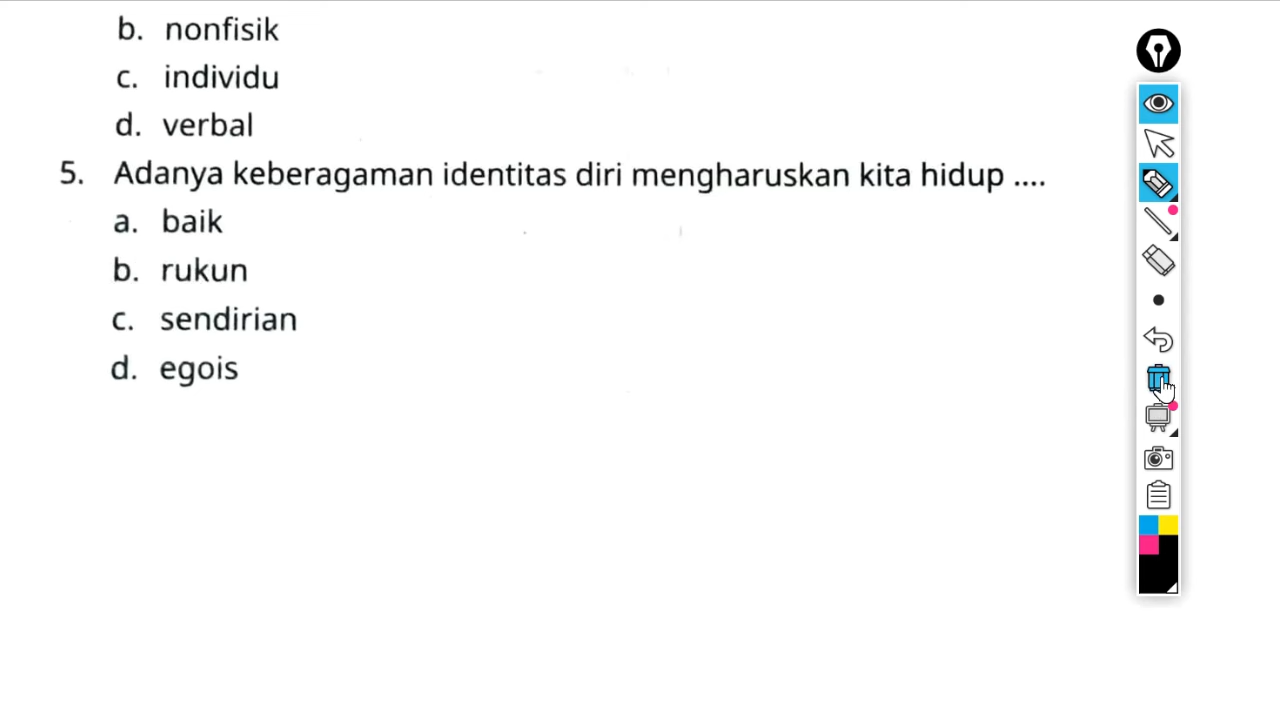 b. nonfisik
c. individu
d. verbal
5. Adanya keberagaman identitas diri mengharuskan kita hidup ....
a. baik
b. rukun
c. sendirian
d. egois